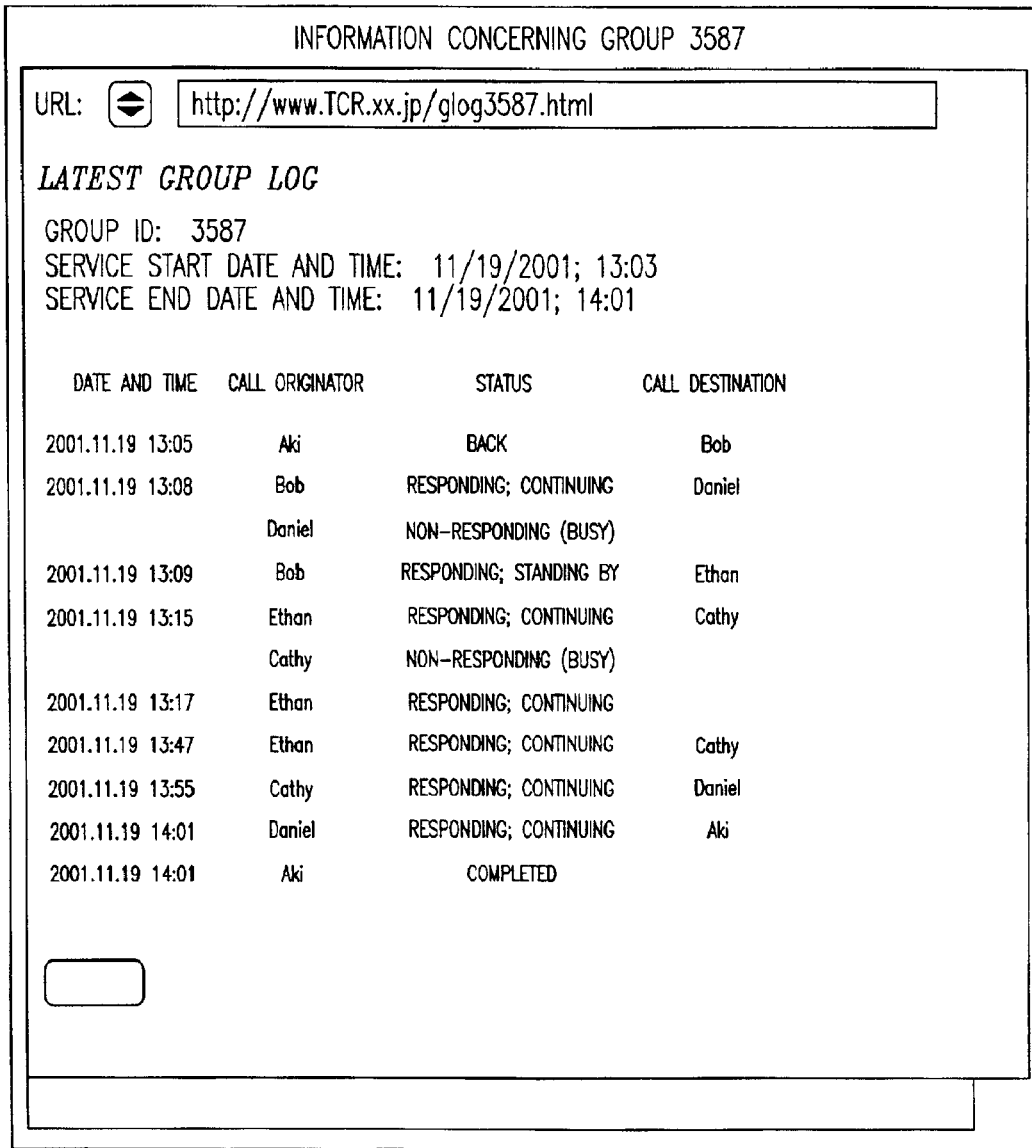 INFORMATION CONCERNING GROUP 3587
URL: http://www.TCR.xx.jp/glog3587.html
LATEST GROUP LOG
GROUP ID: 3587
SERVICE START DATE AND TIME: 11/19/2001; 13:03
SERVICE END DATE AND TIME: 11/19/2001; 14:01
DATE AND TIME CALL ORIGINATOR STATUS CALL DESTINATION
2001.11.19 13:05 Aki BACK Bob
2001.11.19 13:08 Bob RESPONDING; CONTINUING Daniel
Daniel NON-RESPONDING (BUSY)
2001.11.19 13:09 Bob RESPONDING; STANDING BY Ethan
2001.11.19 13:15 Ethan RESPONDING; CONTINUING Cathy
Cathy NON-RESPONDING (BUSY)
2001.11.19 13:17 Ethan RESPONDING; CONTINUING
2001.11.19 13:47 Ethan RESPONDING; CONTINUING Cathy
2001.11.19 13:55 Cathy RESPONDING; CONTINUING Daniel
2001.11.19 14:01 Daniel RESPONDING; CONTINUING Aki
2001.11.19 14:01 Aki COMPLETED